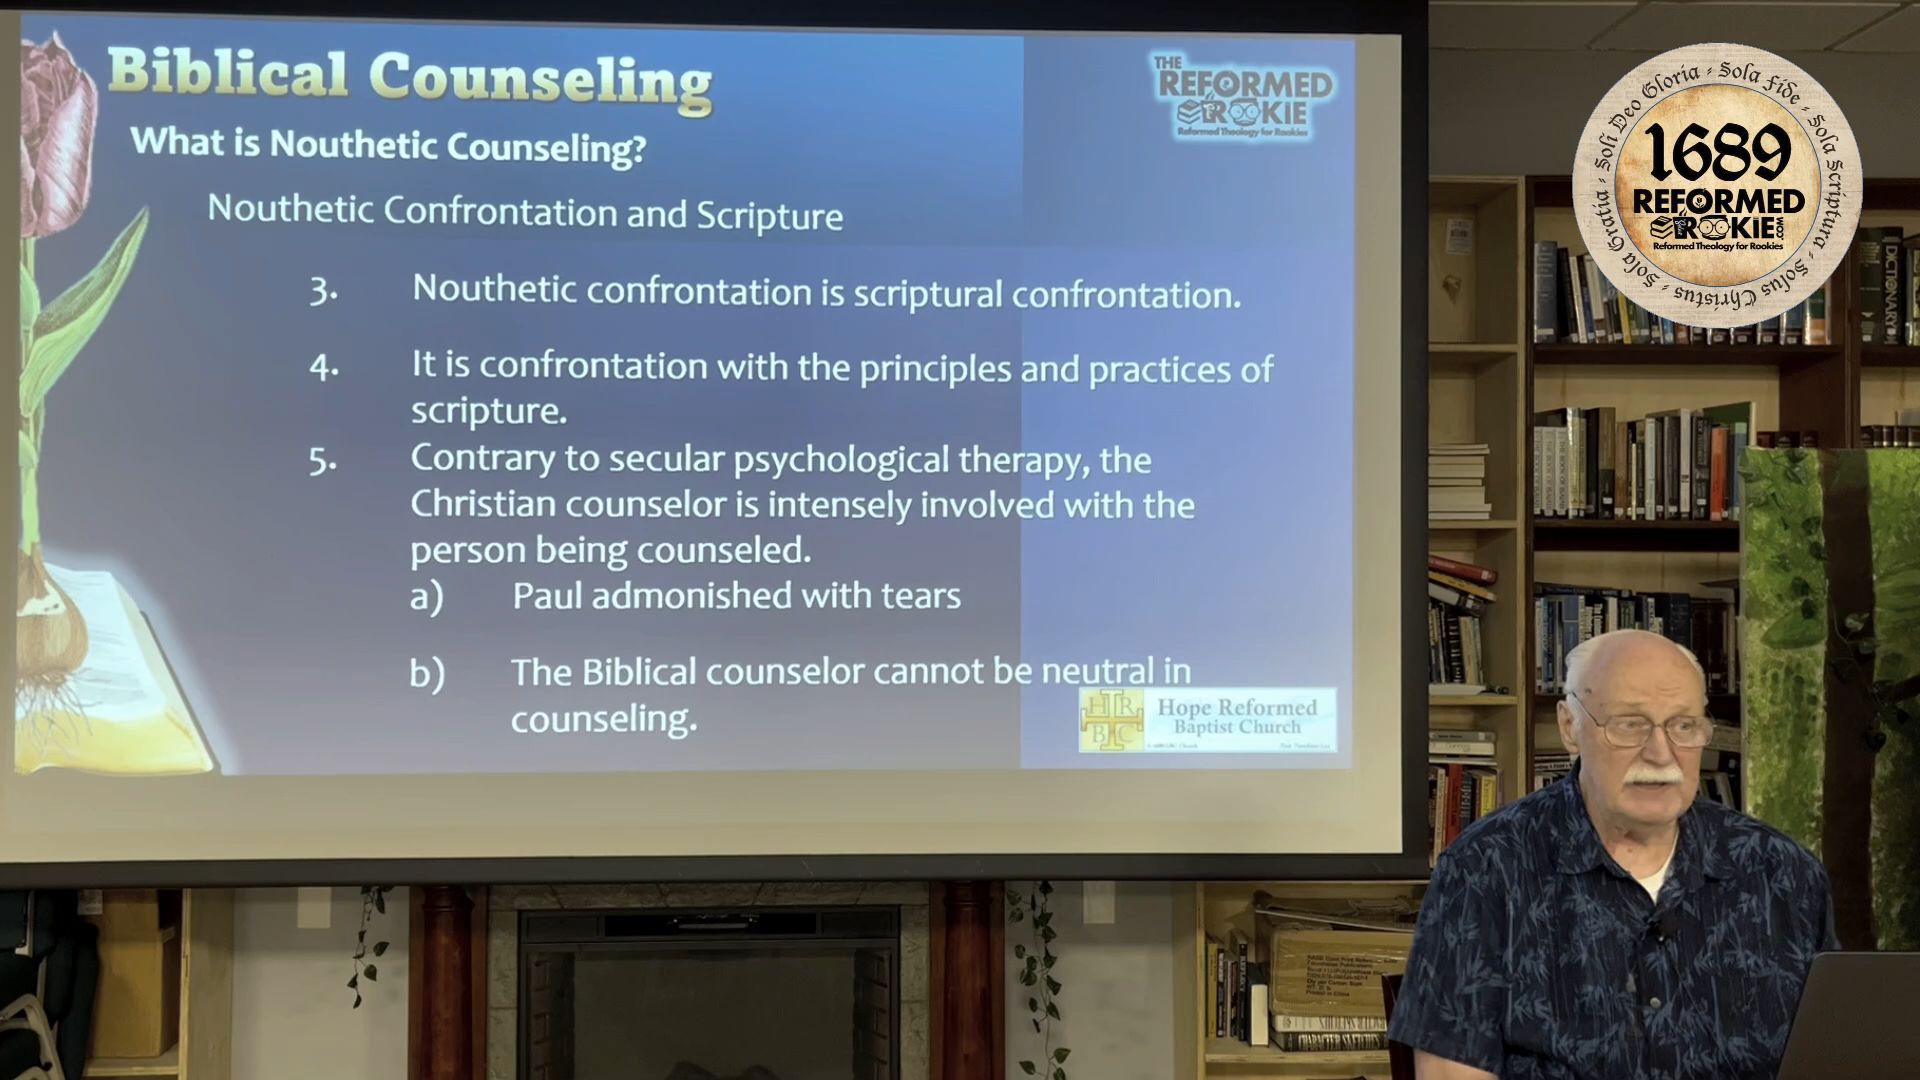 Biblical Counseling
What is Nouthetic Counseling?
Nouthetic Confrontation and Scripture
3. Nouthetic confrontation is scriptural confrontation.
4. It is confrontation with the principles and practices of
scripture.
5. Contrary to secular psychological therapy, the
Christian counselor is intensely involved with the
person being counseled.
a) Paul admonished with tears
b) The Biblical counselor cannot be neutral in
counseling.
THE
REFORMED
ROOKIE
Reformed Theology for Rookies
H R
B C
Hope Reformed
Baptist Church
Soli Deo Gloria - Sola Fide - Sola Scriptura - Solus Christus - Sola Gratia -
1689
REFORMED
ROOKIE.COM
Reformed Theology for Rookies
DICTIONARY